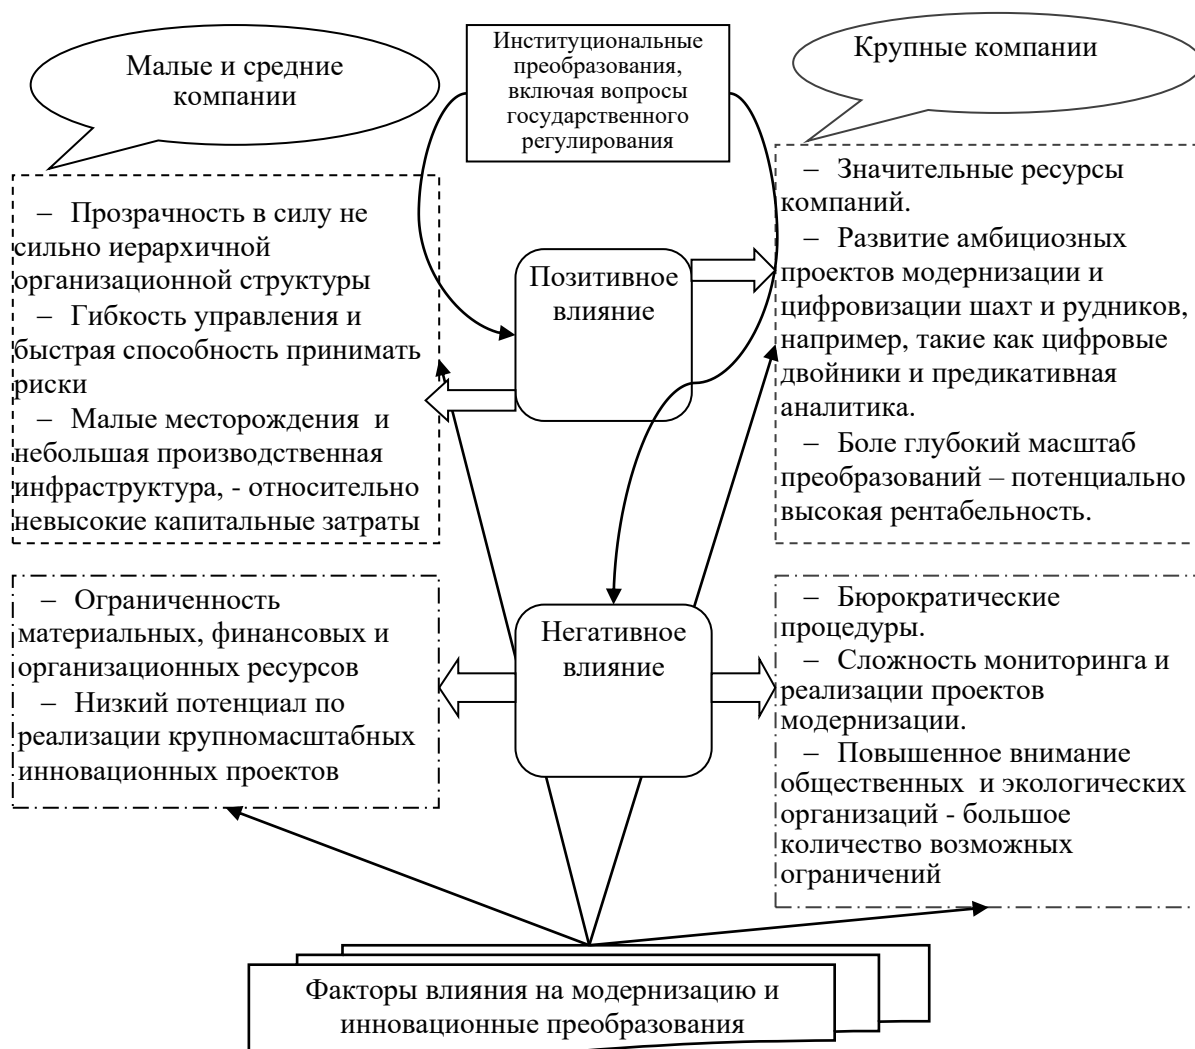 Малые и средние
компании
Институциональные
преобразования,
включая вопросы
государственного
регулирования
Крупные компании
– Прозрачность в силу не
сильно иерархичной
организационной структуры
– Гибкость управления и
быстрая способность принимать
риски
– Малые месторождения и
небольшая производственная
инфраструктура, - относительно
невысокие капитальные затраты
Позитивное
влияние
– Значительные ресурсы
компаний.
– Развитие амбициозных
проектов модернизации и
цифровизации шахт и рудников,
например, такие как цифровые
двойники и предикативная
аналитика.
– Боле глубокий масштаб
преобразований – потенциально
высокая рентабельность.
– Ограниченность
материальных, финансовых и
организационных ресурсов
– Низкий потенциал по
реализации крупномасштабных
инновационных проектов
Негативное
влияние
– Бюрократические
процедуры.
– Сложность мониторинга и
реализации проектов
модернизации.
– Повышенное внимание
общественных и экологических
организаций - большое
количество возможных
ограничений
Факторы влияния на модернизацию и
инновационные преобразования